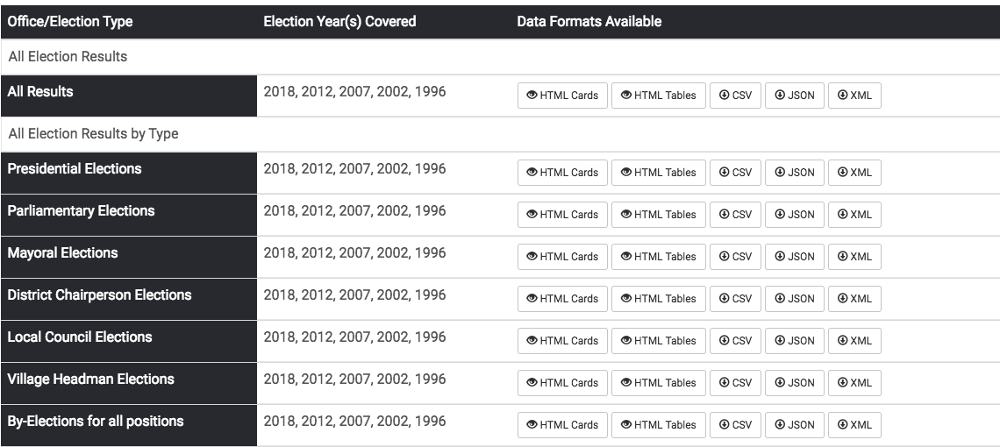 Office/Election Type Election Year(s) Covered Data Formats Available
All Election Results
All Results 2018, 2012, 2007, 2002, 1996 HTML Cards HTML Tables CSV JSON XML
All Election Results by Type
Presidential Elections 2018, 2012, 2007, 2002, 1996 HTML Cards HTML Tables CSV JSON XML
Parliamentary Elections 2018, 2012, 2007, 2002, 1996 HTML Cards HTML Tables CSV JSON XML
Mayoral Elections 2018, 2012, 2007, 2002, 1996 HTML Cards HTML Tables CSV JSON XML
District Chairperson Elections 2018, 2012, 2007, 2002, 1996 HTML Cards HTML Tables CSV JSON XML
Local Council Elections 2018, 2012, 2007, 2002, 1996 HTML Cards HTML Tables CSV JSON XML
Village Headman Elections 2018, 2012, 2007, 2002, 1996 HTML Cards HTML Tables CSV JSON XML
By-Elections for all positions 2018, 2012, 2007, 2002, 1996 HTML Cards HTML Tables CSV JSON XML